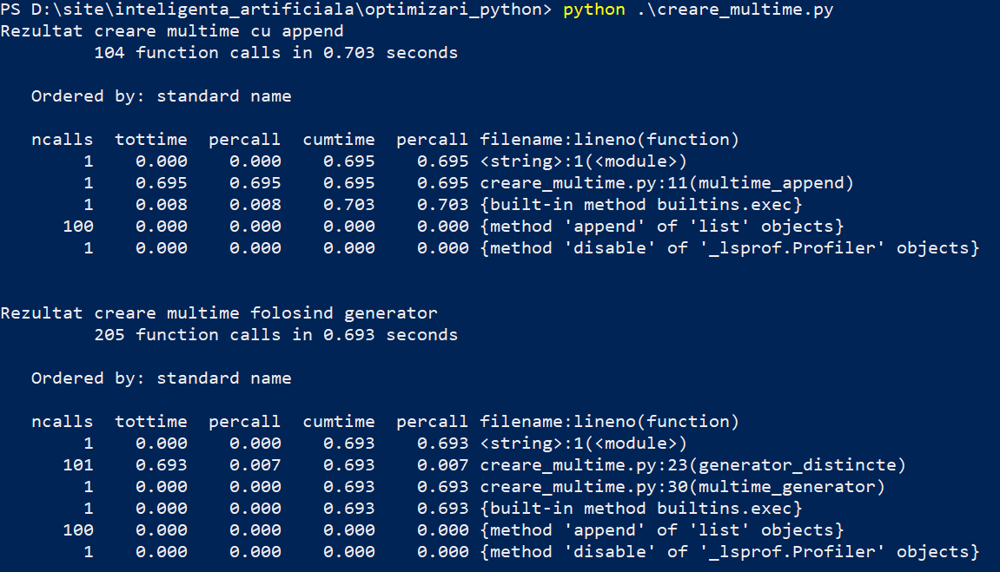 PS D:\site\inteligenta_artificiala\optimizari_python> python .\creare_multime.py
Rezultat creare multime cu append
         104 function calls in 0.703 seconds

   Ordered by: standard name

   ncalls  tottime  percall  cumtime  percall filename:lineno(function)
        1    0.000    0.000    0.695    0.695 <string>:1(<module>)
        1    0.695    0.695    0.695    0.695 creare_multime.py:11(multime_append)
        1    0.008    0.008    0.703    0.703 {built-in method builtins.exec}
      100    0.000    0.000    0.000    0.000 {method 'append' of 'list' objects}
        1    0.000    0.000    0.000    0.000 {method 'disable' of '_lsprof.Profiler' objects}


Rezultat creare multime folosind generator
         205 function calls in 0.693 seconds

   Ordered by: standard name

   ncalls  tottime  percall  cumtime  percall filename:lineno(function)
        1    0.000    0.000    0.693    0.693 <string>:1(<module>)
      101    0.693    0.007    0.693    0.007 creare_multime.py:23(generator_distincte)
        1    0.000    0.000    0.693    0.693 creare_multime.py:30(multime_generator)
        1    0.000    0.000    0.693    0.693 {built-in method builtins.exec}
      100    0.000    0.000    0.000    0.000 {method 'append' of 'list' objects}
        1    0.000    0.000    0.000    0.000 {method 'disable' of '_lsprof.Profiler' objects}